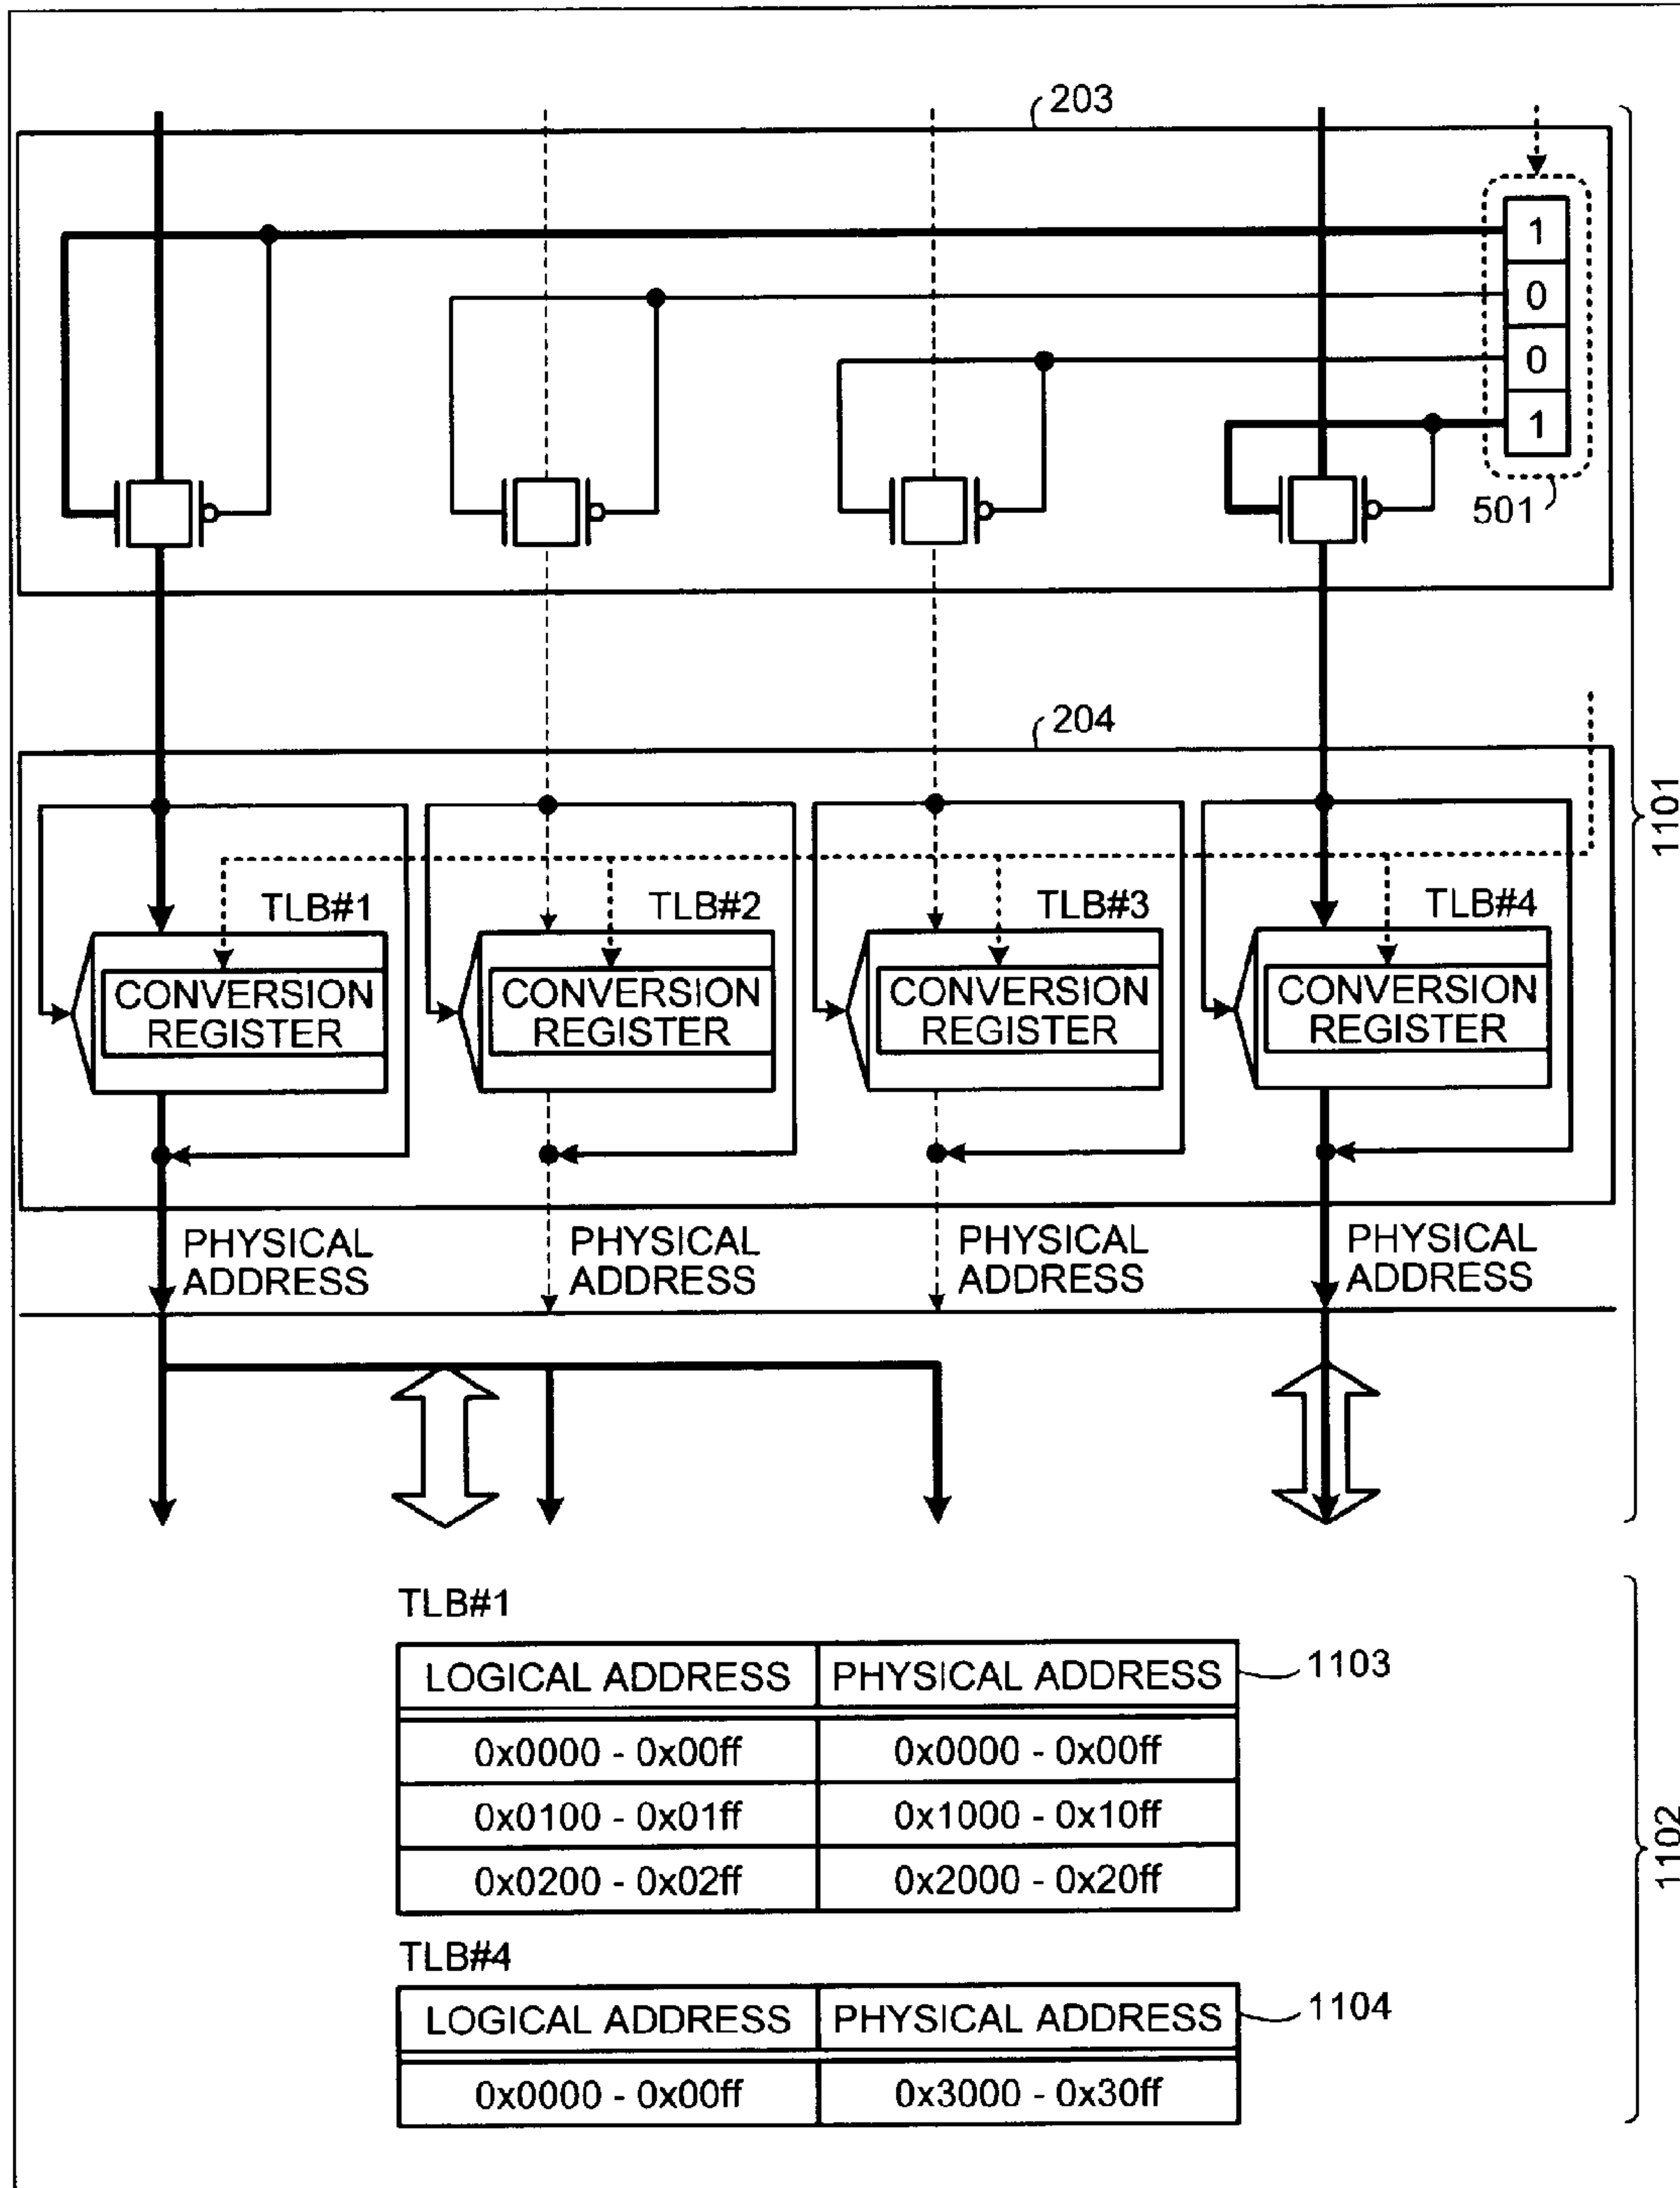 203
1
0
0
1
501
204
1101
TLB#1
TLB#2
TLB#3
TLB#4
CONVERSION
REGISTER
CONVERSION
REGISTER
CONVERSION
REGISTER
CONVERSION
REGISTER
PHYSICAL
ADDRESS
PHYSICAL
ADDRESS
PHYSICAL
ADDRESS
PHYSICAL
ADDRESS
TLB#1
LOGICAL ADDRESS PHYSICAL ADDRESS 1103
0x0000 - 0x00ff 0x0000 - 0x00ff
0x0100 - 0x01ff 0x1000 - 0x10ff
0x0200 - 0x02ff 0x2000 - 0x20ff
1102
TLB#4
LOGICAL ADDRESS PHYSICAL ADDRESS 1104
0x0000 - 0x00ff 0x3000 - 0x30ff